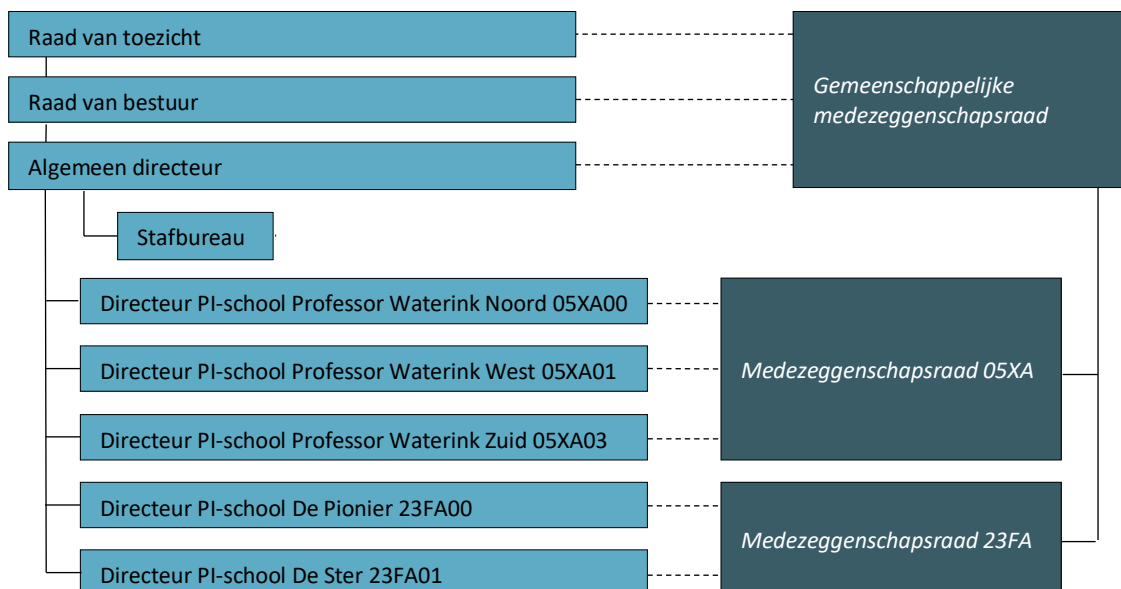 Raad van toezicht
Raad van bestuur
Algemeen directeur
Gemeenschappelijke
medezeggenschapsraad
Stafbureau
Directeur PI-school Professor Waterink Noord 05XA00
Directeur PI-school Professor Waterink West 05XA01
Directeur PI-school Professor Waterink Zuid 05XA03
Medezeggenschapsraad 05XA
Directeur PI-school De Pionier 23FA00
Directeur PI-school De Ster 23FA01
Medezeggenschapsraad 23FA